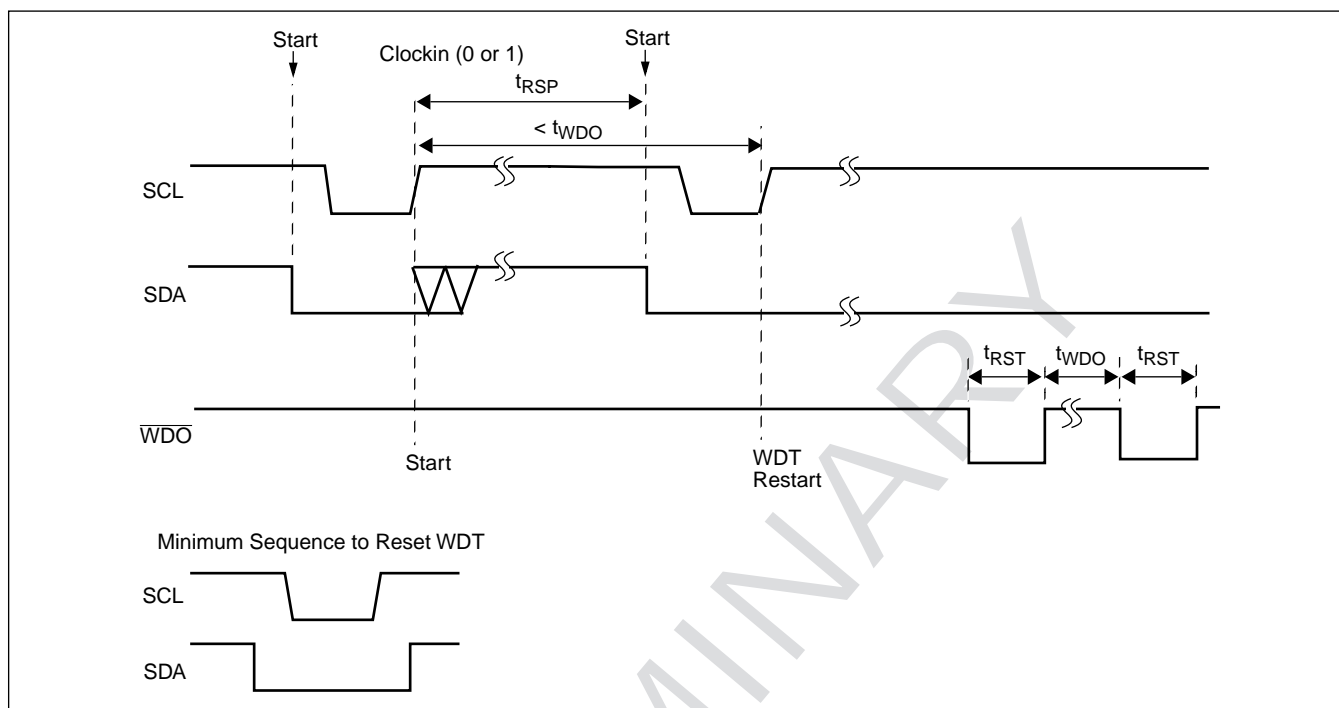 Start
Start
Clockin (0 or 1)
tRSP
< tWDO
SCL
SDA
tRST
tWDO
tRST
WDO
Start
WDT
Restart
Minimum Sequence to Reset WDT
SCL
SDA
MINARY